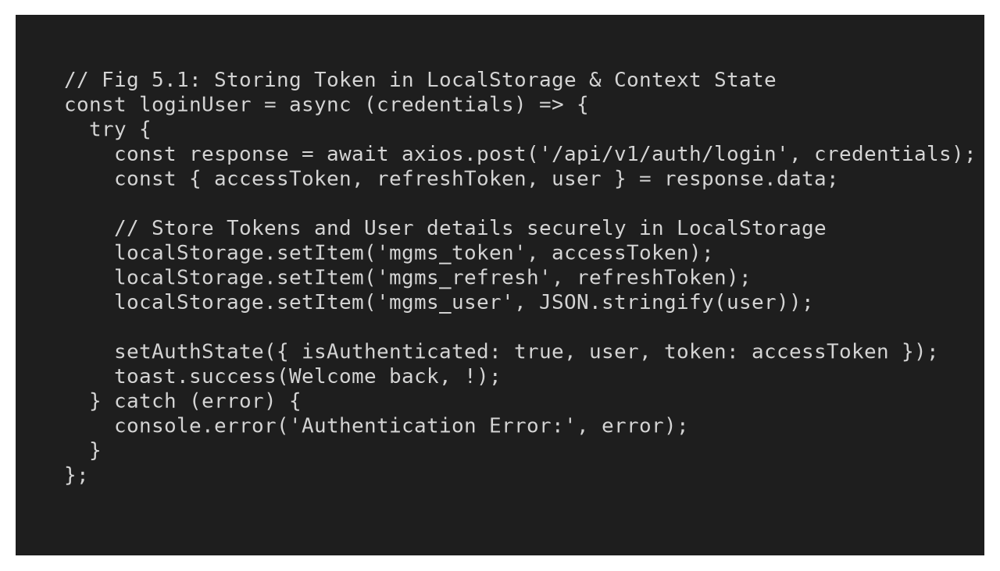 // Fig 5.1: Storing Token in LocalStorage & Context State
const loginUser = async (credentials) => {
  try {
    const response = await axios.post('/api/v1/auth/login', credentials);
    const { accessToken, refreshToken, user } = response.data;

    // Store Tokens and User details securely in LocalStorage
    localStorage.setItem('mgms_token', accessToken);
    localStorage.setItem('mgms_refresh', refreshToken);
    localStorage.setItem('mgms_user', JSON.stringify(user));

    setAuthState({ isAuthenticated: true, user, token: accessToken });
    toast.success(Welcome back, !);
  } catch (error) {
    console.error('Authentication Error:', error);
  }
};